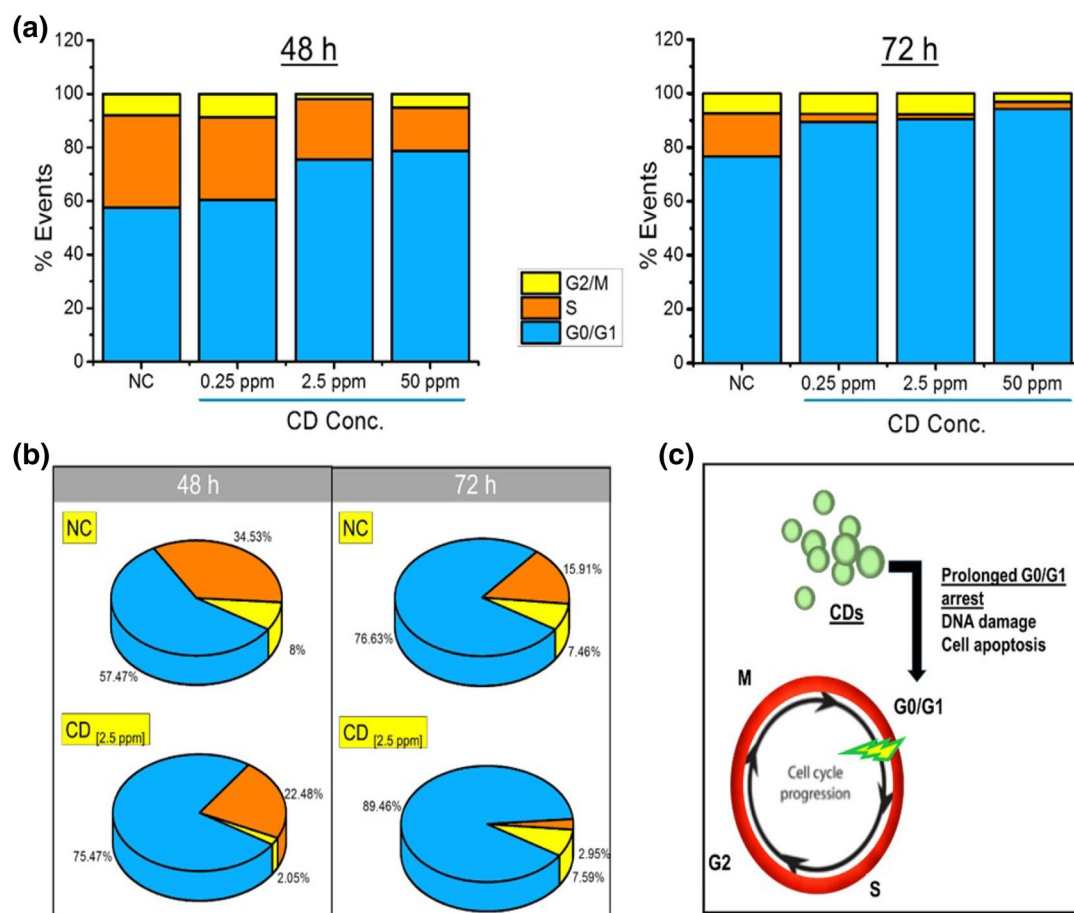 (a)
48 h
120
100
80
60
40
20
0
% Events
NC
0.25 ppm
2.5 ppm
50 ppm
CD Conc.
G2/M
S
G0/G1
72 h
120
100
80
60
40
20
0
% Events
NC
0.25 ppm
2.5 ppm
50 ppm
CD Conc.
(b)
48 h
72 h
NC
34.53%
57.47%
8%
NC
15.91%
76.63%
7.46%
CD [2.5 ppm]
22.48%
75.47%
2.05%
CD [2.5 ppm]
89.46%
2.95%
7.59%
(c)
CDs
Prolonged G0/G1
arrest
DNA damage
Cell apoptosis
M
G0/G1
Cell cycle
progression
G2
S